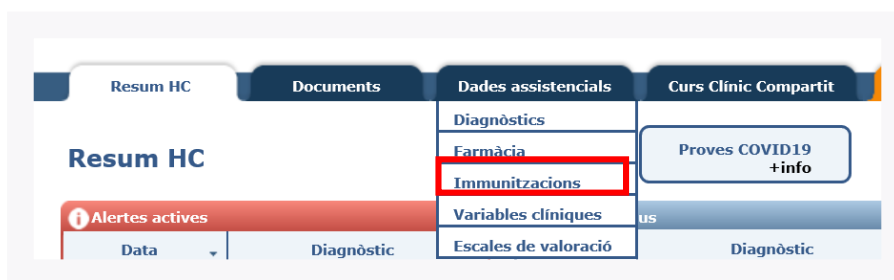 Resum HC
Documents
Dades assistencials
Curs Clínic Compartit
Diagnòstics
Farmàcia
Immunitzacions
Variables clíniques
Escales de valoració
Resum HC
Proves COVID19
+info
Alertes actives
us
Data
Diagnòstic
Diagnòstic